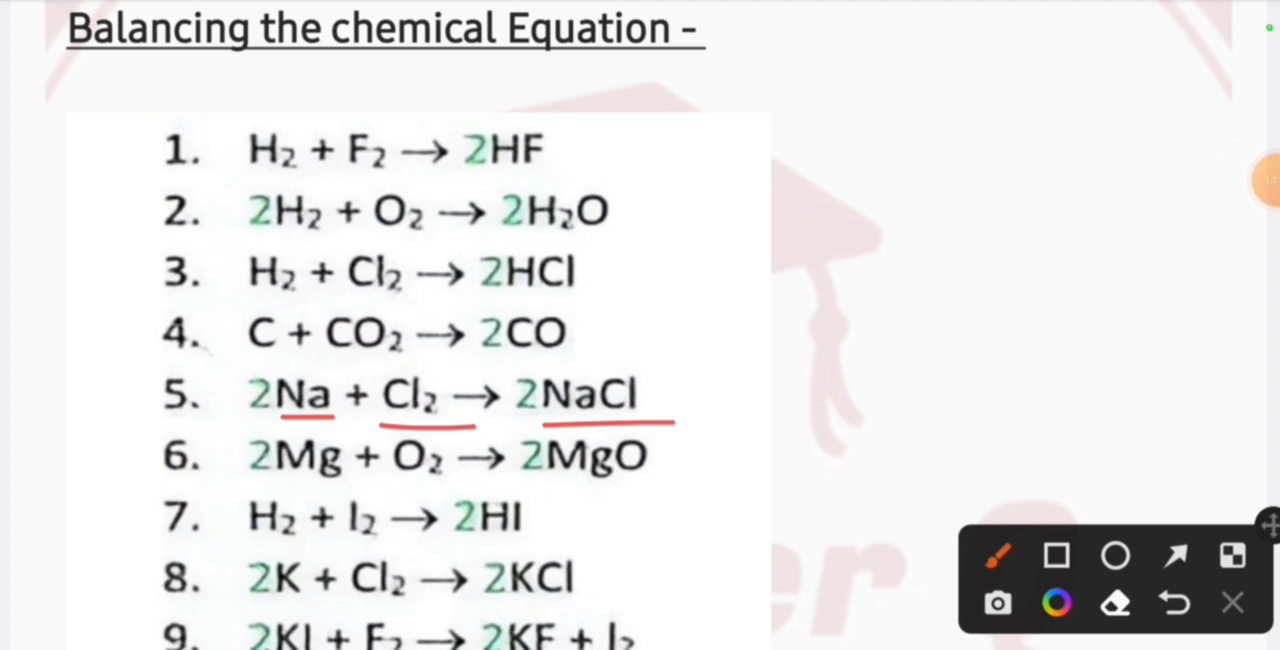 Balancing the chemical Equation -
1. H₂ + F₂ → 2HF
2. 2H₂ + O₂ → 2H₂O
3. H₂ + Cl₂ → 2HCl
4. C + CO₂ → 2CO
5. 2Na + Cl₂ → 2NaCl
6. 2Mg + O₂ → 2MgO
7. H₂ + I₂ → 2HI
8. 2K + Cl₂ → 2KCl
9. 2KI + F₂ → 2KF + I₂
er